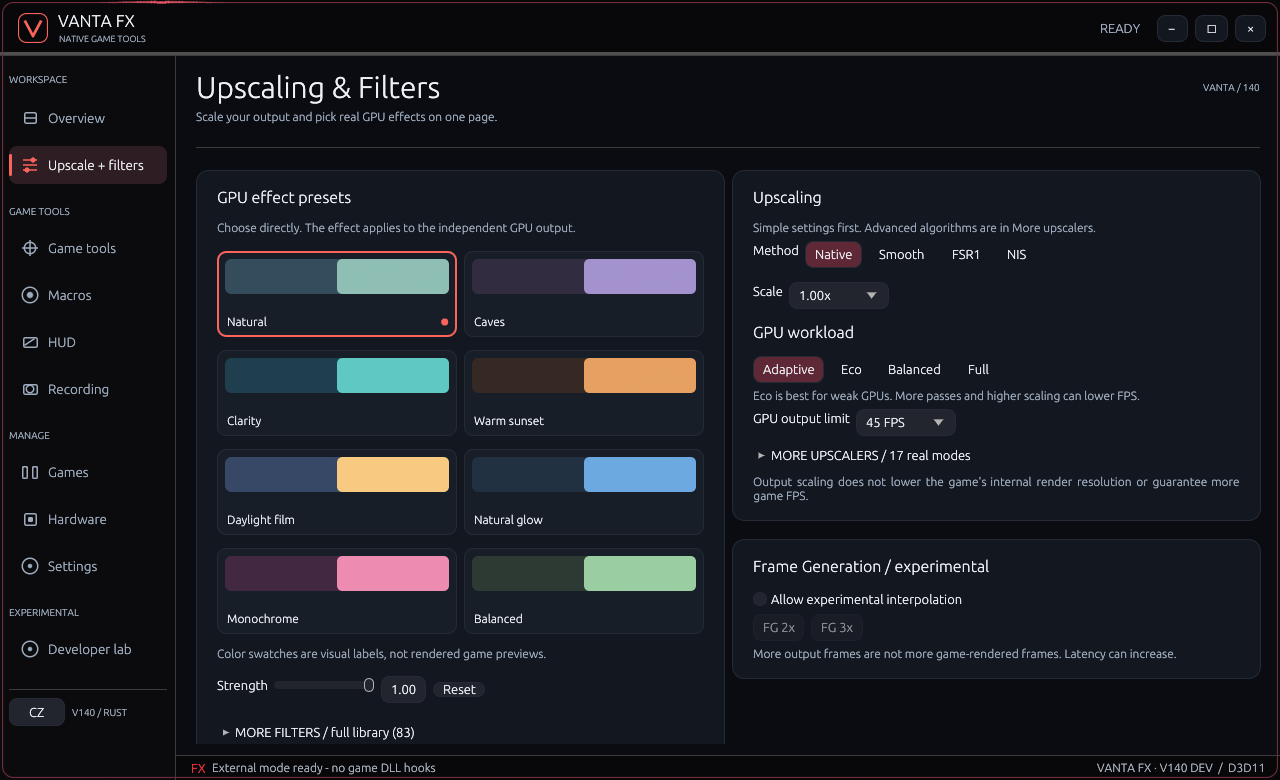 VANTA FX
NATIVE GAME TOOLS
READY
WORKSPACE
Overview
Upscale + filters
GAME TOOLS
Game tools
Macros
HUD
Recording
MANAGE
Games
Hardware
Settings
EXPERIMENTAL
Developer lab
CZ
V140 / RUST
Upscaling & Filters
VANTA / 140
Scale your output and pick real GPU effects on one page.
GPU effect presets
Choose directly. The effect applies to the independent GPU output.
Natural
Caves
Clarity
Warm sunset
Daylight film
Natural glow
Monochrome
Balanced
Color swatches are visual labels, not rendered game previews.
Strength 1.00 Reset
MORE FILTERS / full library (83)
Upscaling
Simple settings first. Advanced algorithms are in More upscalers.
Method Native Smooth FSR1 NIS
Scale 1.00x
GPU workload
Adaptive Eco Balanced Full
Eco is best for weak GPUs. More passes and higher scaling can lower FPS.
GPU output limit 45 FPS
MORE UPSCALERS / 17 real modes
Output scaling does not lower the game's internal render resolution or guarantee more
game FPS.
Frame Generation / experimental
Allow experimental interpolation
FG 2x FG 3x
More output frames are not more game-rendered frames. Latency can increase.
FX External mode ready - no game DLL hooks
VANTA FX · V140 DEV / D3D11